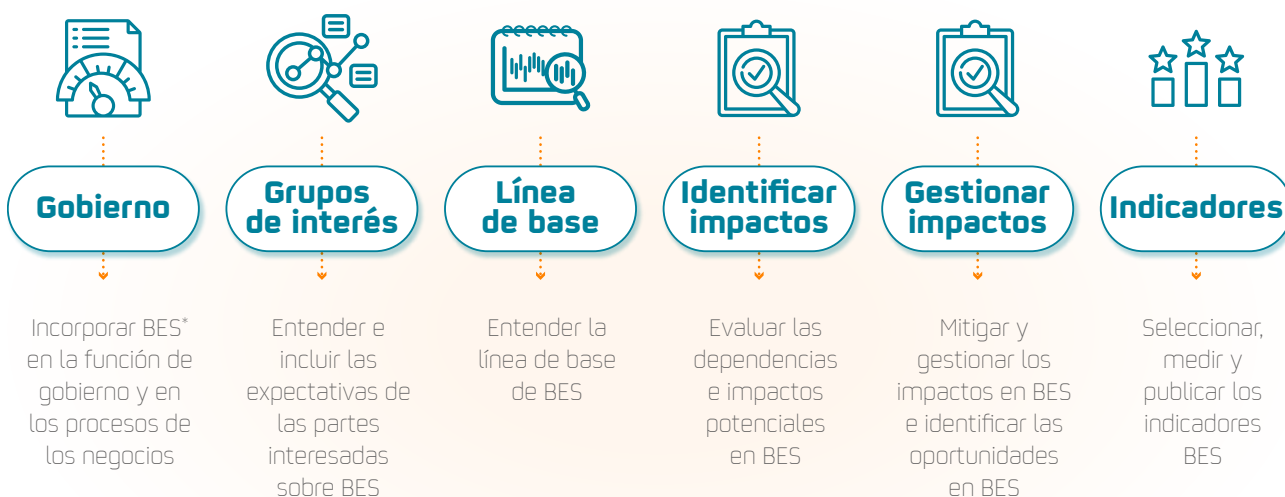 Gobierno
Grupos
de interés
Línea
de base
Identificar
impactos
Gestionar
impactos
Indicadores
Incorporar BES*
en la función de
gobierno y en
los procesos de
los negocios
Entender e
incluir las
expectativas de
las partes
interesadas
sobre BES
Entender la
línea de base
de BES
Evaluar las
dependencias
e impactos
potenciales
en BES
Mitigar y
gestionar los
impactos en BES
e identificar las
oportunidades
en BES
Seleccionar,
medir y
publicar los
indicadores
BES